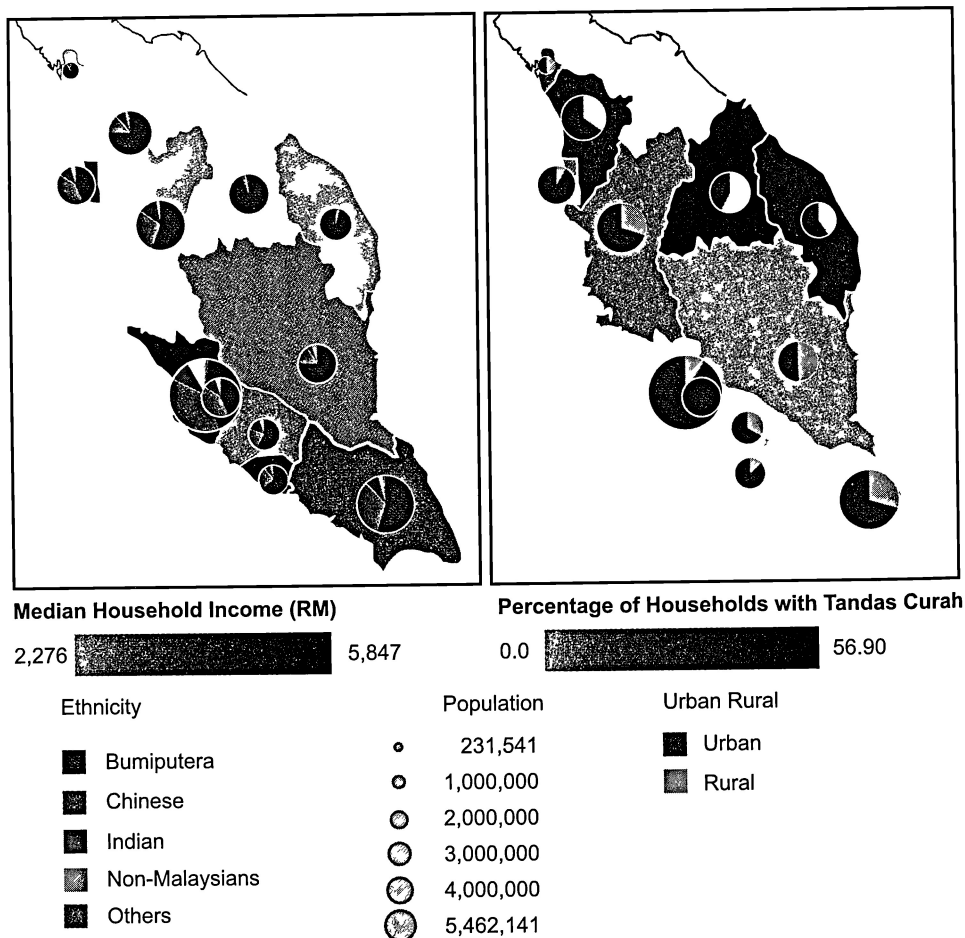 Median Household Income (RM)
2,276 5,847
Percentage of Households with Tandas Curah
0.0 56.90
Ethnicity
Bumiputera
Chinese
Indian
Non-Malaysians
Others
Population
231,541
1,000,000
2,000,000
3,000,000
4,000,000
5,462,141
Urban Rural
Urban
Rural